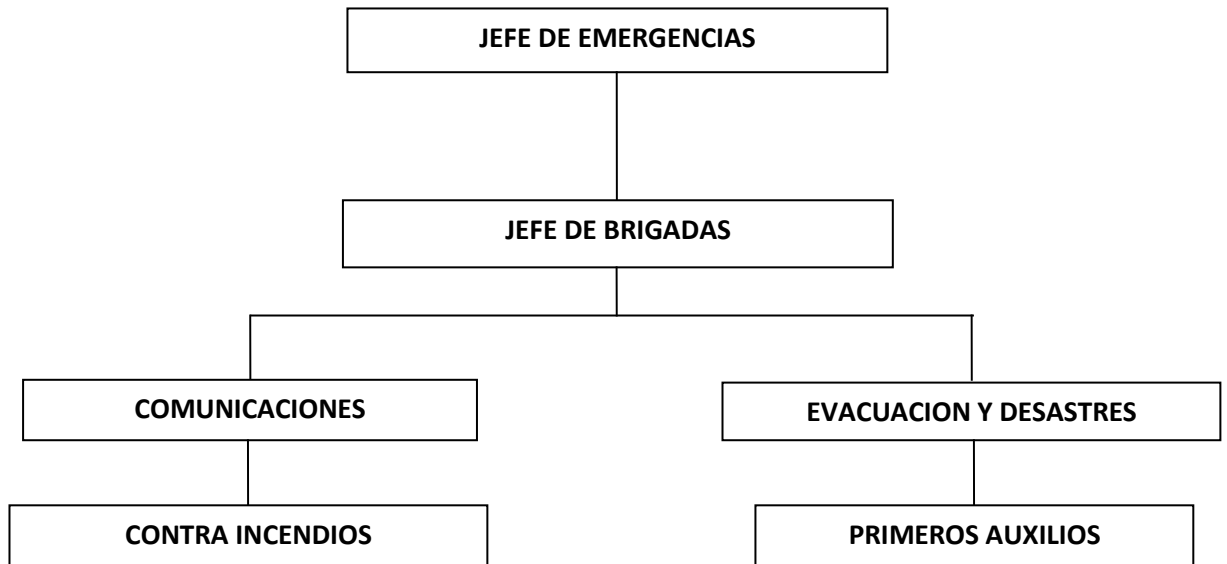 JEFE DE EMERGENCIAS
JEFE DE BRIGADAS
COMUNICACIONES
EVACUACION Y DESASTRES
CONTRA INCENDIOS
PRIMEROS AUXILIOS